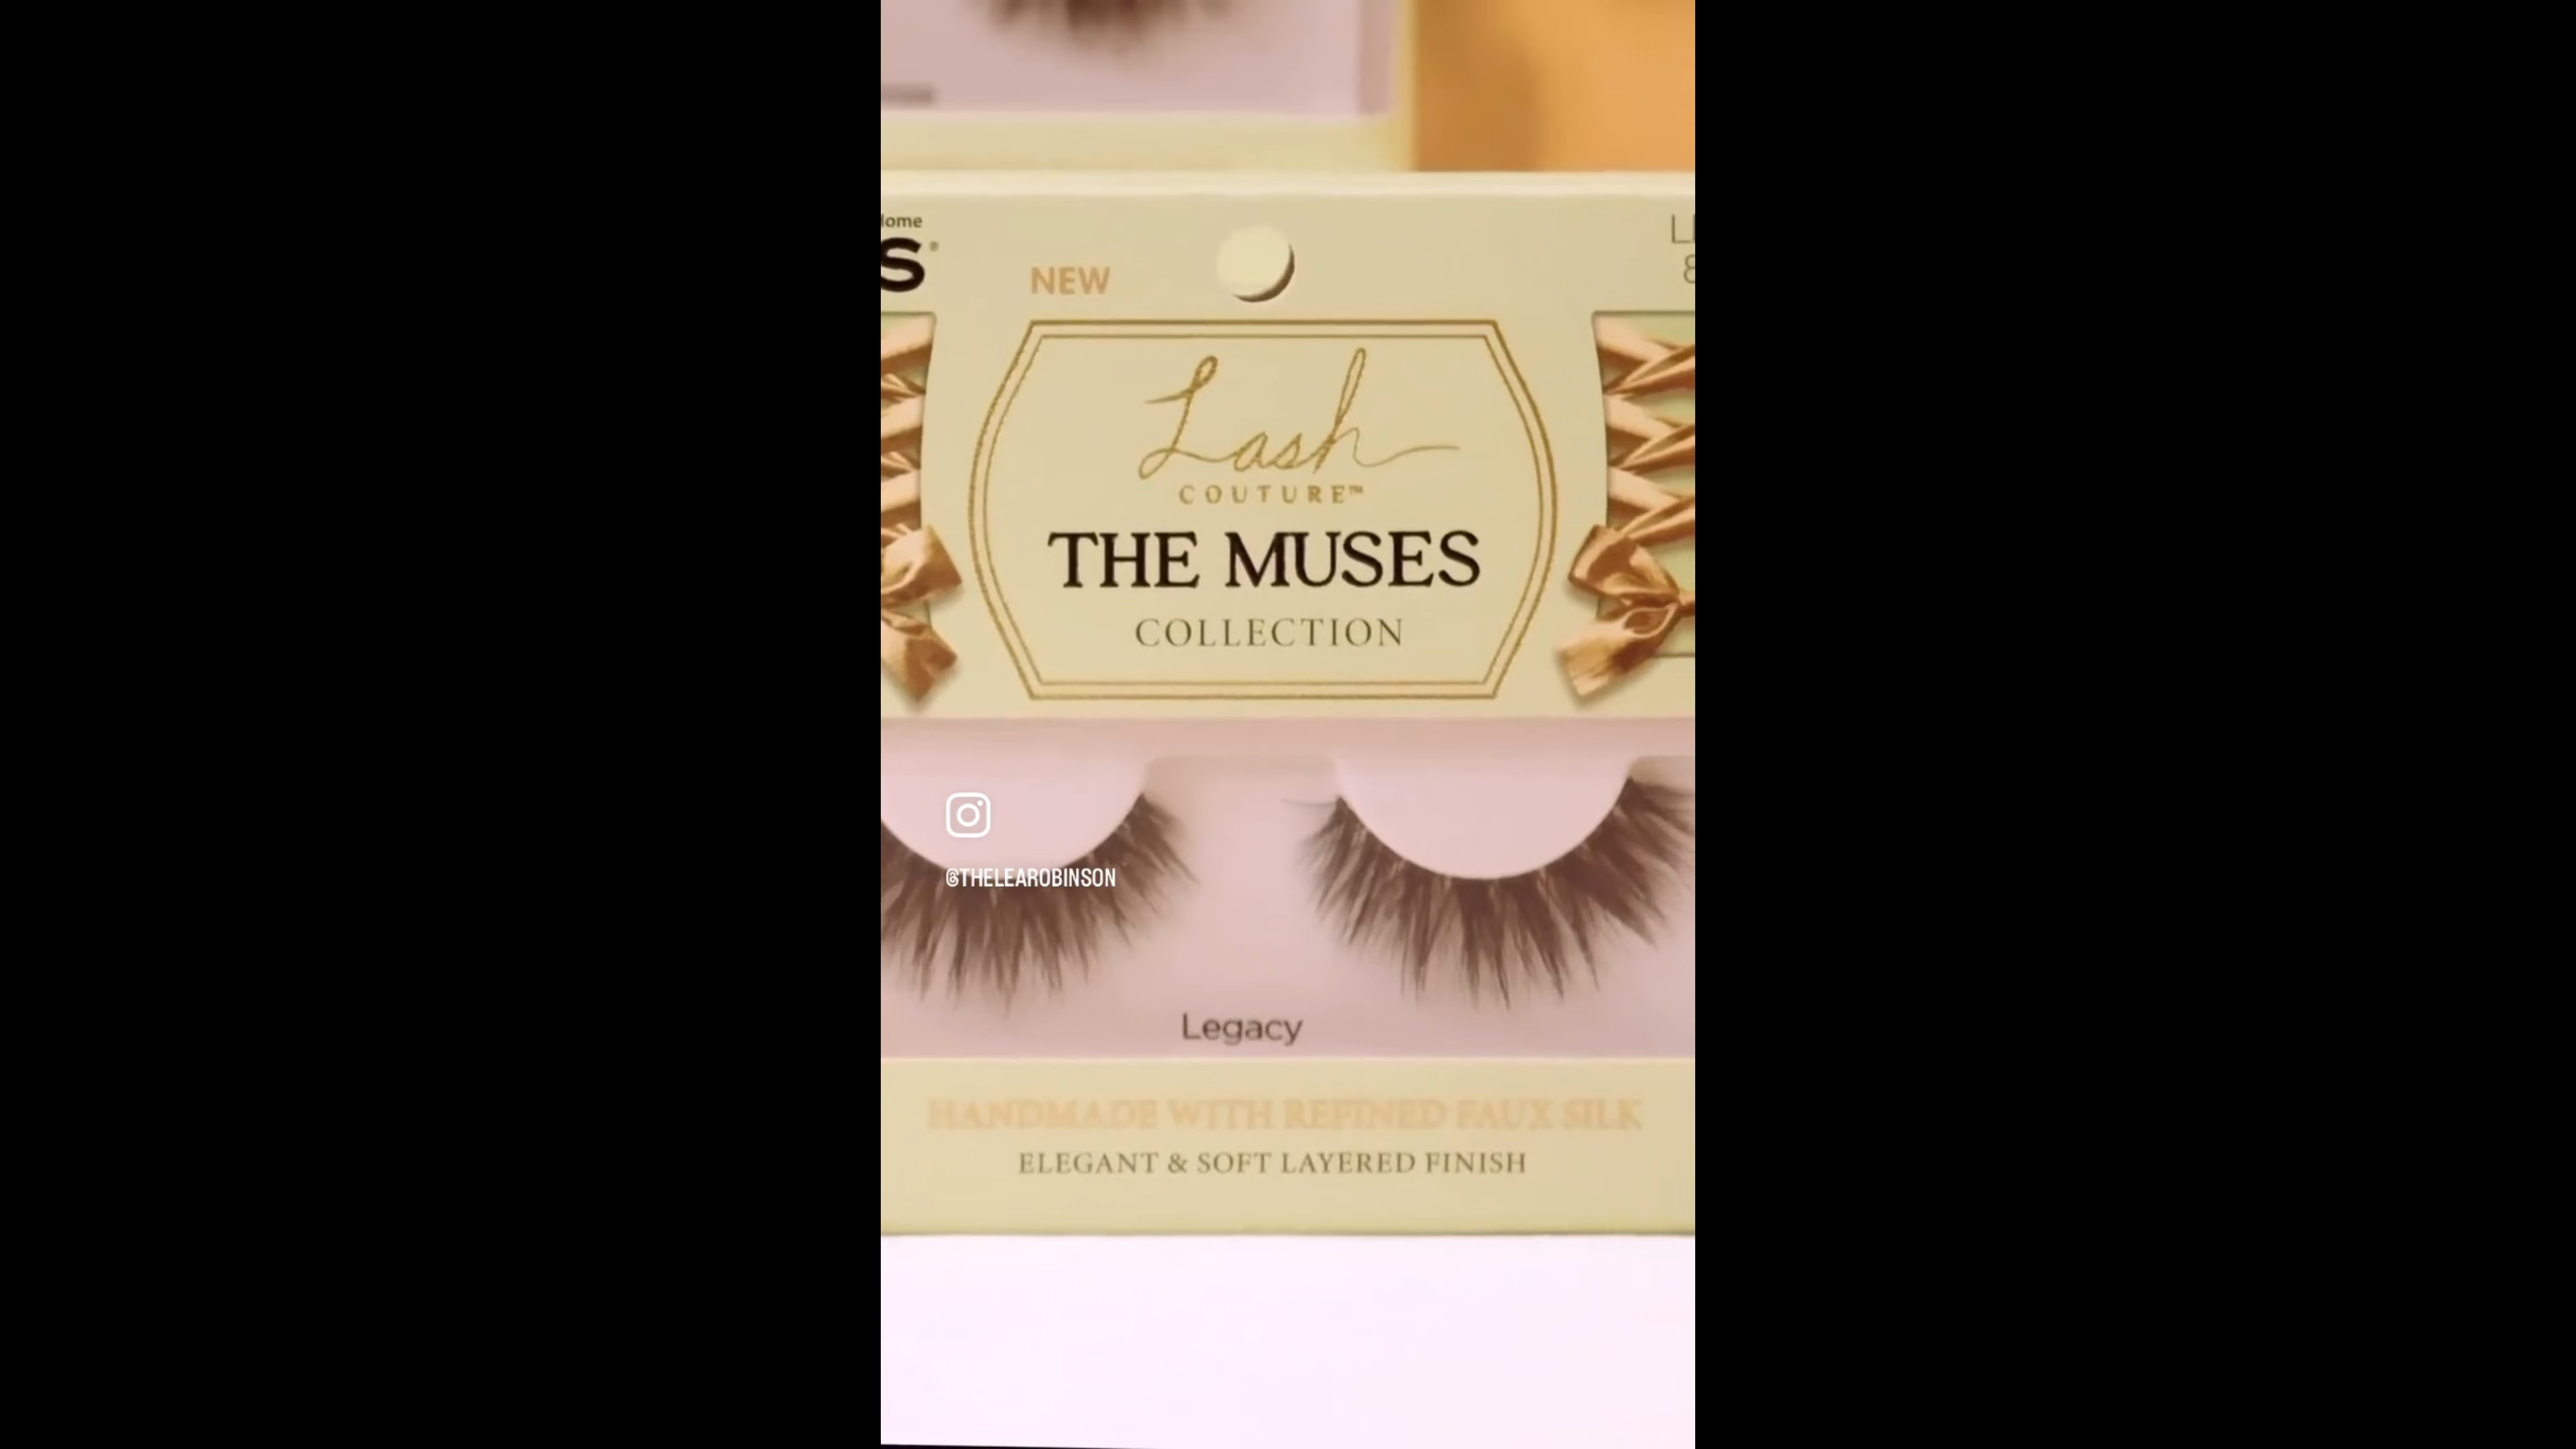 NEW
Lash
COUTURE™
THE MUSES
COLLECTION
@THELEAROBINSON
Legacy
HANDMADE WITH REFINED FAUX SILK
ELEGANT & SOFT LAYERED FINISH